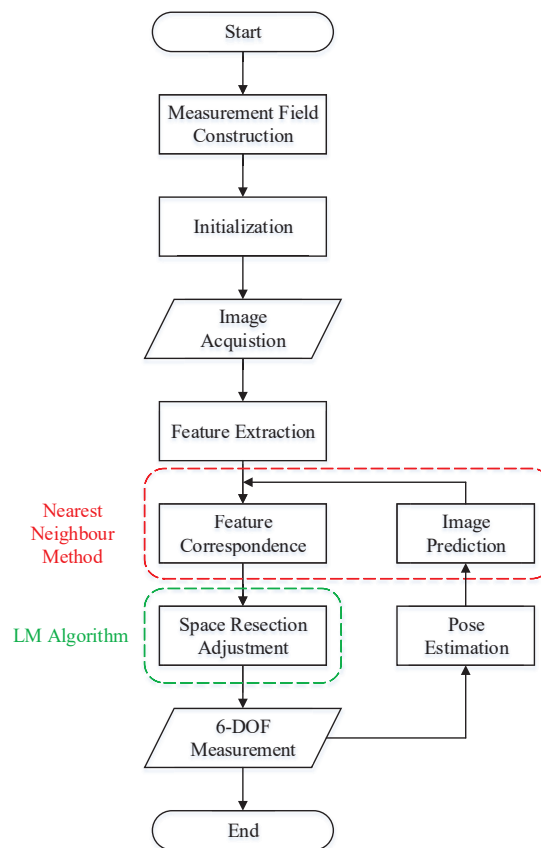 Start
Measurement Field
Construction
Initialization
Image
Acquistion
Feature Extraction
Nearest
Neighbour
Method
Feature
Correspondence
Image
Prediction
LM Algorithm
Space Resection
Adjustment
Pose
Estimation
6-DOF
Measurement
End